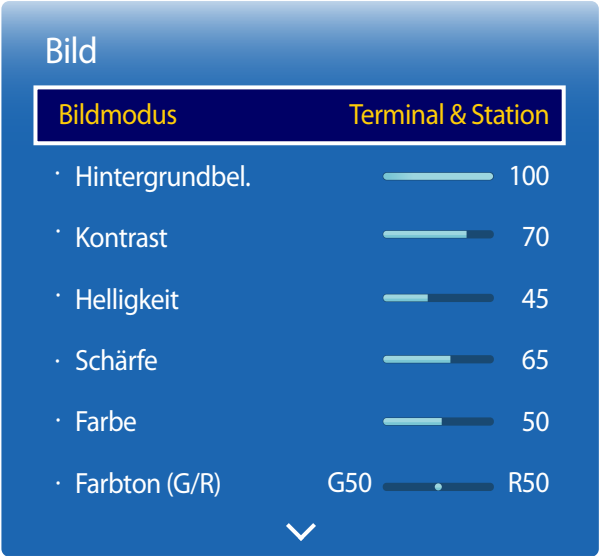 Bild
Bildmodus Terminal & Station
· Hintergrundbel. 100
· Kontrast 70
· Helligkeit 45
· Schärfe 65
· Farbe 50
· Farbton (G/R) G50 R50